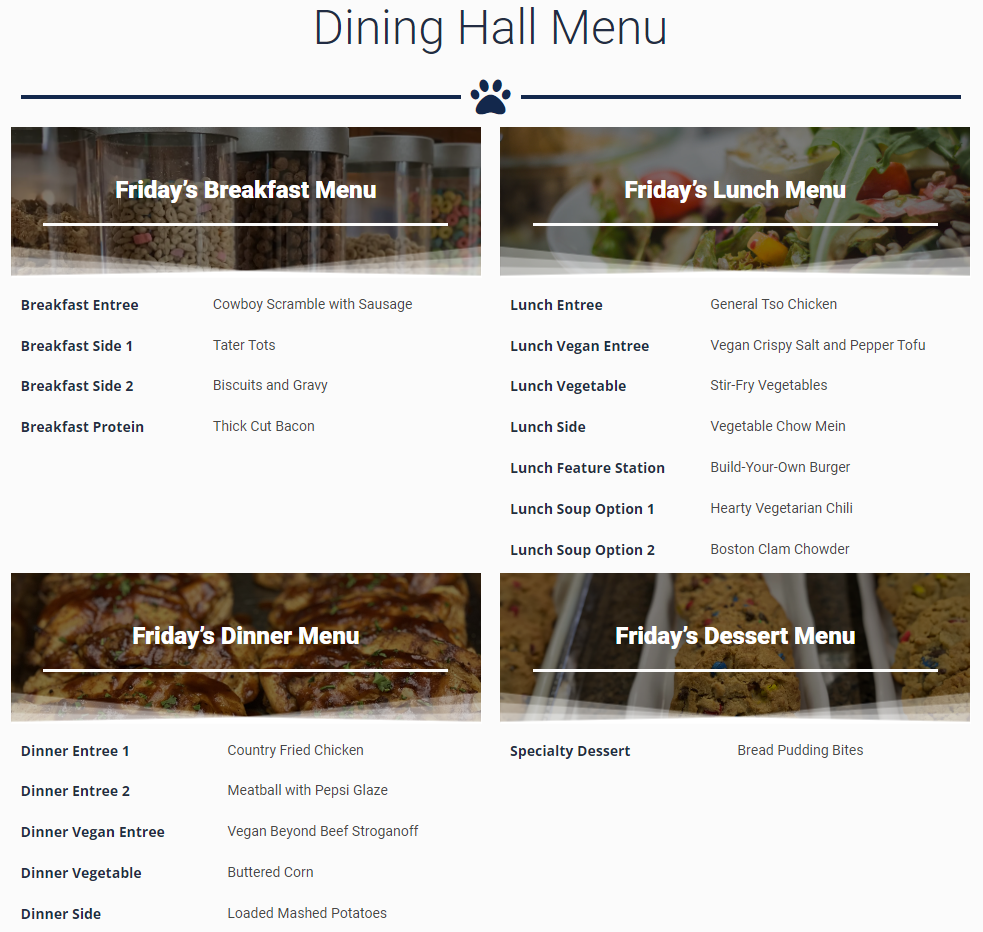 Dining Hall Menu
Friday’s Breakfast Menu
Breakfast Entree Cowboy Scramble with Sausage
Breakfast Side 1 Tater Tots
Breakfast Side 2 Biscuits and Gravy
Breakfast Protein Thick Cut Bacon
Friday’s Lunch Menu
Lunch Entree General Tso Chicken
Lunch Vegan Entree Vegan Crispy Salt and Pepper Tofu
Lunch Vegetable Stir-Fry Vegetables
Lunch Side Vegetable Chow Mein
Lunch Feature Station Build-Your-Own Burger
Lunch Soup Option 1 Hearty Vegetarian Chili
Lunch Soup Option 2 Boston Clam Chowder
Friday’s Dinner Menu
Dinner Entree 1 Country Fried Chicken
Dinner Entree 2 Meatball with Pepsi Glaze
Dinner Vegan Entree Vegan Beyond Beef Stroganoff
Dinner Vegetable Buttered Corn
Dinner Side Loaded Mashed Potatoes
Friday’s Dessert Menu
Specialty Dessert Bread Pudding Bites